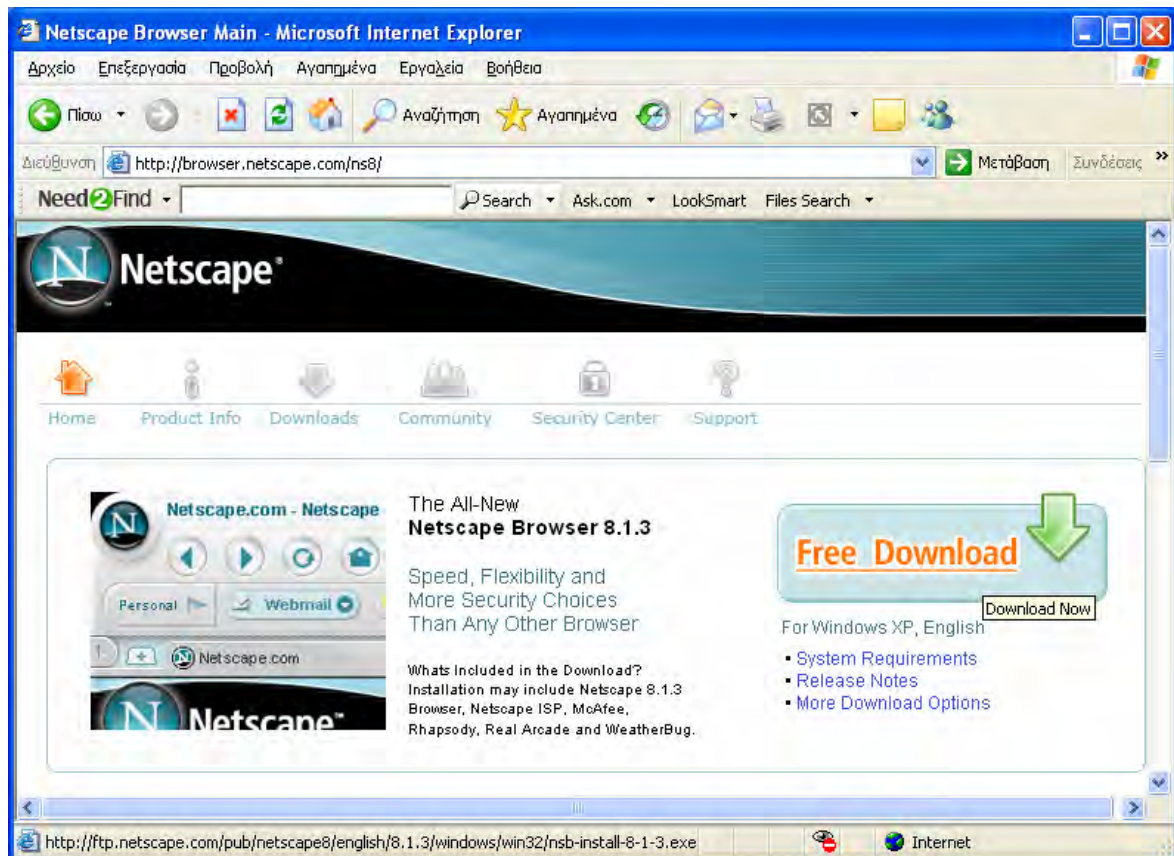 Netscape Browser Main - Microsoft Internet Explorer
Αρχείο Επεξεργασία Προβολή Αγαπημένα Εργαλεία Βοήθεια
Πίσω Αναζήτηση Αγαπημένα
Διεύθυνση http://browser.netscape.com/ns8/ Μετάβαση Συνδέσεις »
Need2Find Search Ask.com LookSmart Files Search
N Netscape®
Home Product Info Downloads Community Security Center Support
Netscape.com - Netscape
N
Personal Webmail
Netscape.com
N Netscape™
The All-New
Netscape Browser 8.1.3
Speed, Flexibility and
More Security Choices
Than Any Other Browser
Whats included in the Download?
Installation may include Netscape 8.1.3
Browser, Netscape ISP, McAfee,
Rhapsody, Real Arcade and WeatherBug.
Free Download
Download Now
For Windows XP, English
▪ System Requirements
▪ Release Notes
▪ More Download Options
http://ftp.netscape.com/pub/netscape8/english/8.1.3/windows/win32/nsb-install-8-1-3.exe Internet